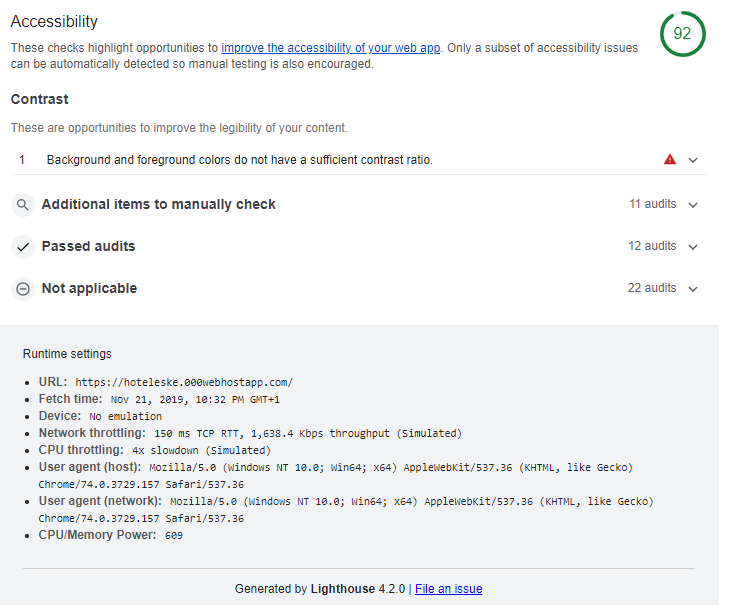 Accessibility
92
These checks highlight opportunities to improve the accessibility of your web app. Only a subset of accessibility issues
can be automatically detected so manual testing is also encouraged.
Contrast
These are opportunities to improve the legibility of your content.
1 Background and foreground colors do not have a sufficient contrast ratio.
Additional items to manually check 11 audits
Passed audits 12 audits
Not applicable 22 audits
Runtime settings
• URL: https://hoteleske.000webhostapp.com/
• Fetch time: Nov 21, 2019, 10:32 PM GMT+1
• Device: No emulation
• Network throttling: 150 ms TCP RTT, 1,638.4 Kbps throughput (Simulated)
• CPU throttling: 4x slowdown (Simulated)
• User agent (host): Mozilla/5.0 (Windows NT 10.0; Win64; x64) AppleWebKit/537.36 (KHTML, like Gecko)
Chrome/74.0.3729.157 Safari/537.36
• User agent (network): Mozilla/5.0 (Windows NT 10.0; Win64; x64) AppleWebKit/537.36 (KHTML, like Gecko)
Chrome/74.0.3729.157 Safari/537.36
• CPU/Memory Power: 609
Generated by Lighthouse 4.2.0 | File an issue